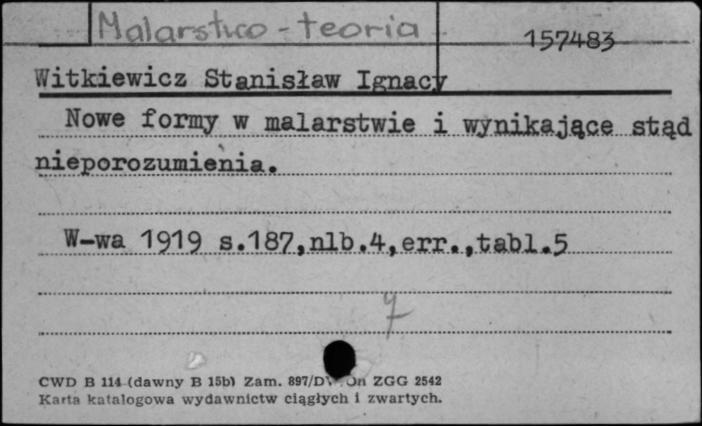 Malarstwo - teoria
157483
Witkiewicz Stanisław Ignacy
Nowe formy w malarstwie i wynikające stąd
nieporozumienia.
W-wa 1919 s.187,nlb.4,err.,tabl.5
7
CWD B 114 (dawny B 15b) Zam. 897/D ZGG 2542
Karta katalogowa wydawnictw ciągłych i zwartych.